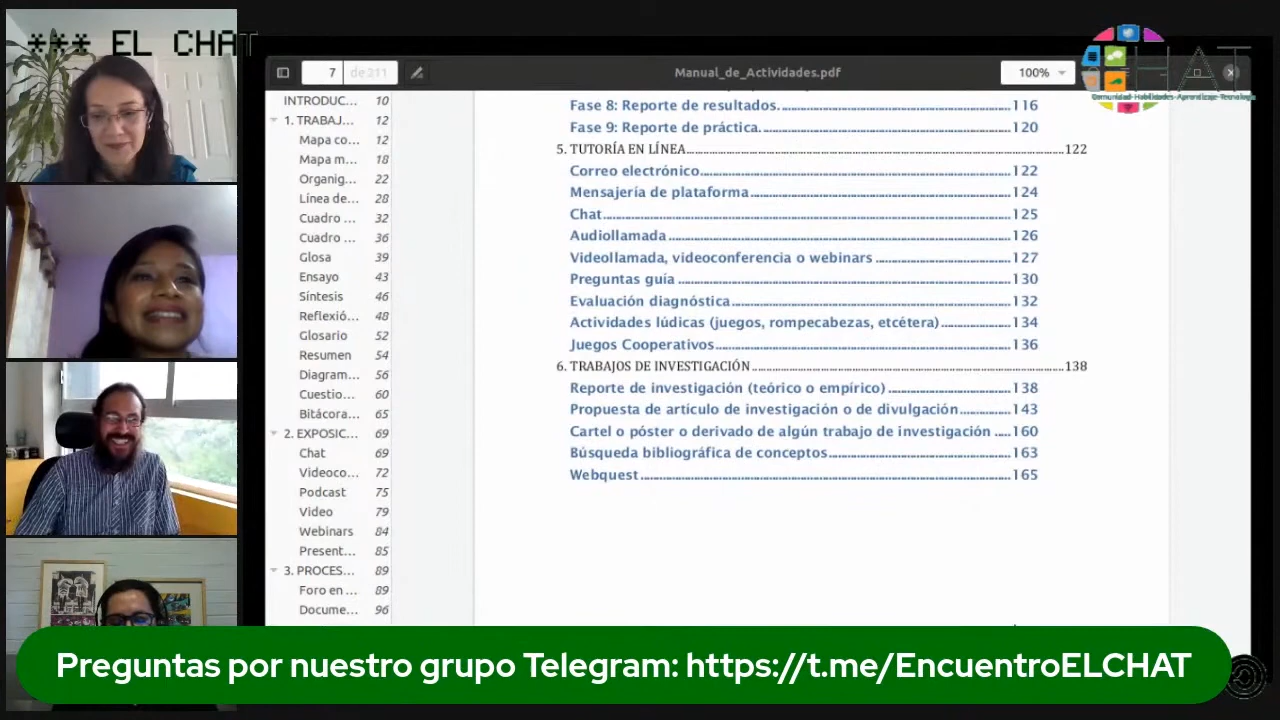 *** EL CHAT
7 de 211
Manual_de_Actividades.pdf
100%
CHAT
Comunidad-Habilidades-Aprendizaje-Tecnología
INTRODUC... 10
1. TRABAJ... 12
Mapa co... 12
Mapa m... 18
Organig... 22
28
Cuadro ... 32
Cuadro ... 36
Glosa 39
Ensayo 43
Síntesis 46
Reflexió... 48
Glosario 52
Resumen 54
Diagram... 56
60
Bitácora... 65
2. EXPOSIC... 69
Chat 69
Videoco... 72
Podcast 75
Video 79
Webinars 84
Present... 85
3. PROCES... 89
Foro en ... 89
Docume... 96
Fase 8: Reporte de resultados. 116
Fase 9: Reporte de práctica. 120
5. TUTORÍA EN LÍNEA 122
Correo electrónico 122
Mensajería de plataforma 124
Chat 125
Audiollamada 126
Videollamada, videoconferencia o webinars 127
Preguntas guía 130
Evaluación diagnóstica 132
Actividades lúdicas (juegos, rompecabezas, etcétera) 134
Juegos Cooperativos 136
6. TRABAJOS DE INVESTIGACIÓN 138
Reporte de investigación (teórico o empírico) 138
Propuesta de artículo de investigación o de divulgación 143
Cartel o póster o derivado de algún trabajo de investigación 160
Búsqueda bibliográfica de conceptos 163
Webquest 165
Preguntas por nuestro grupo Telegram: https://t.me/EncuentroELCHAT